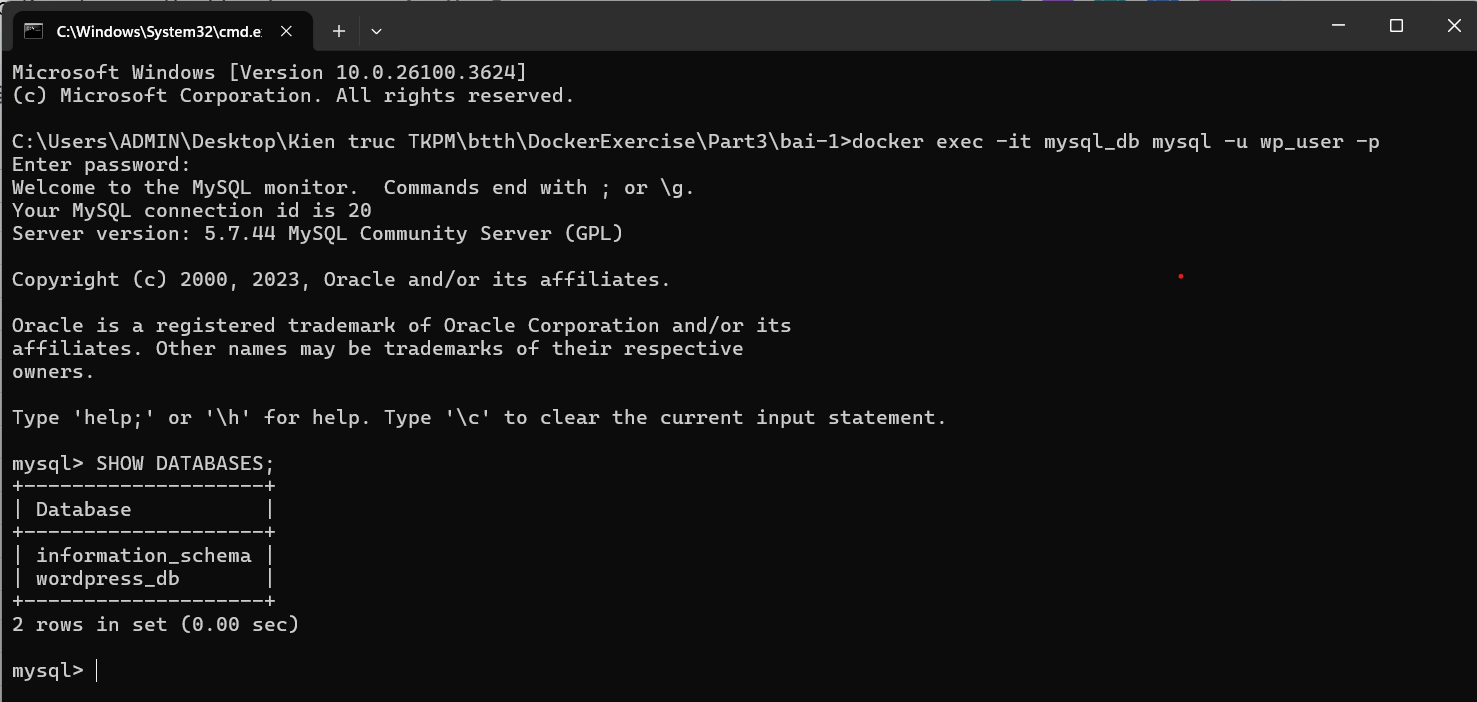 C:\Windows\System32\cmd.e
Microsoft Windows [Version 10.0.26100.3624]
(c) Microsoft Corporation. All rights reserved.
C:\Users\ADMIN\Desktop\Kien truc TKPM\btth\DockerExercise\Part3\bai-1>docker exec -it mysql_db mysql -u wp_user -p
Enter password:
Welcome to the MySQL monitor.  Commands end with ; or \g.
Your MySQL connection id is 20
Server version: 5.7.44 MySQL Community Server (GPL)
Copyright (c) 2000, 2023, Oracle and/or its affiliates.
Oracle is a registered trademark of Oracle Corporation and/or its
affiliates. Other names may be trademarks of their respective
owners.
Type 'help;' or '\h' for help. Type '\c' to clear the current input statement.
mysql> SHOW DATABASES;
+--------------------+
| Database           |
+--------------------+
| information_schema |
| wordpress_db       |
+--------------------+
2 rows in set (0.00 sec)
mysql>